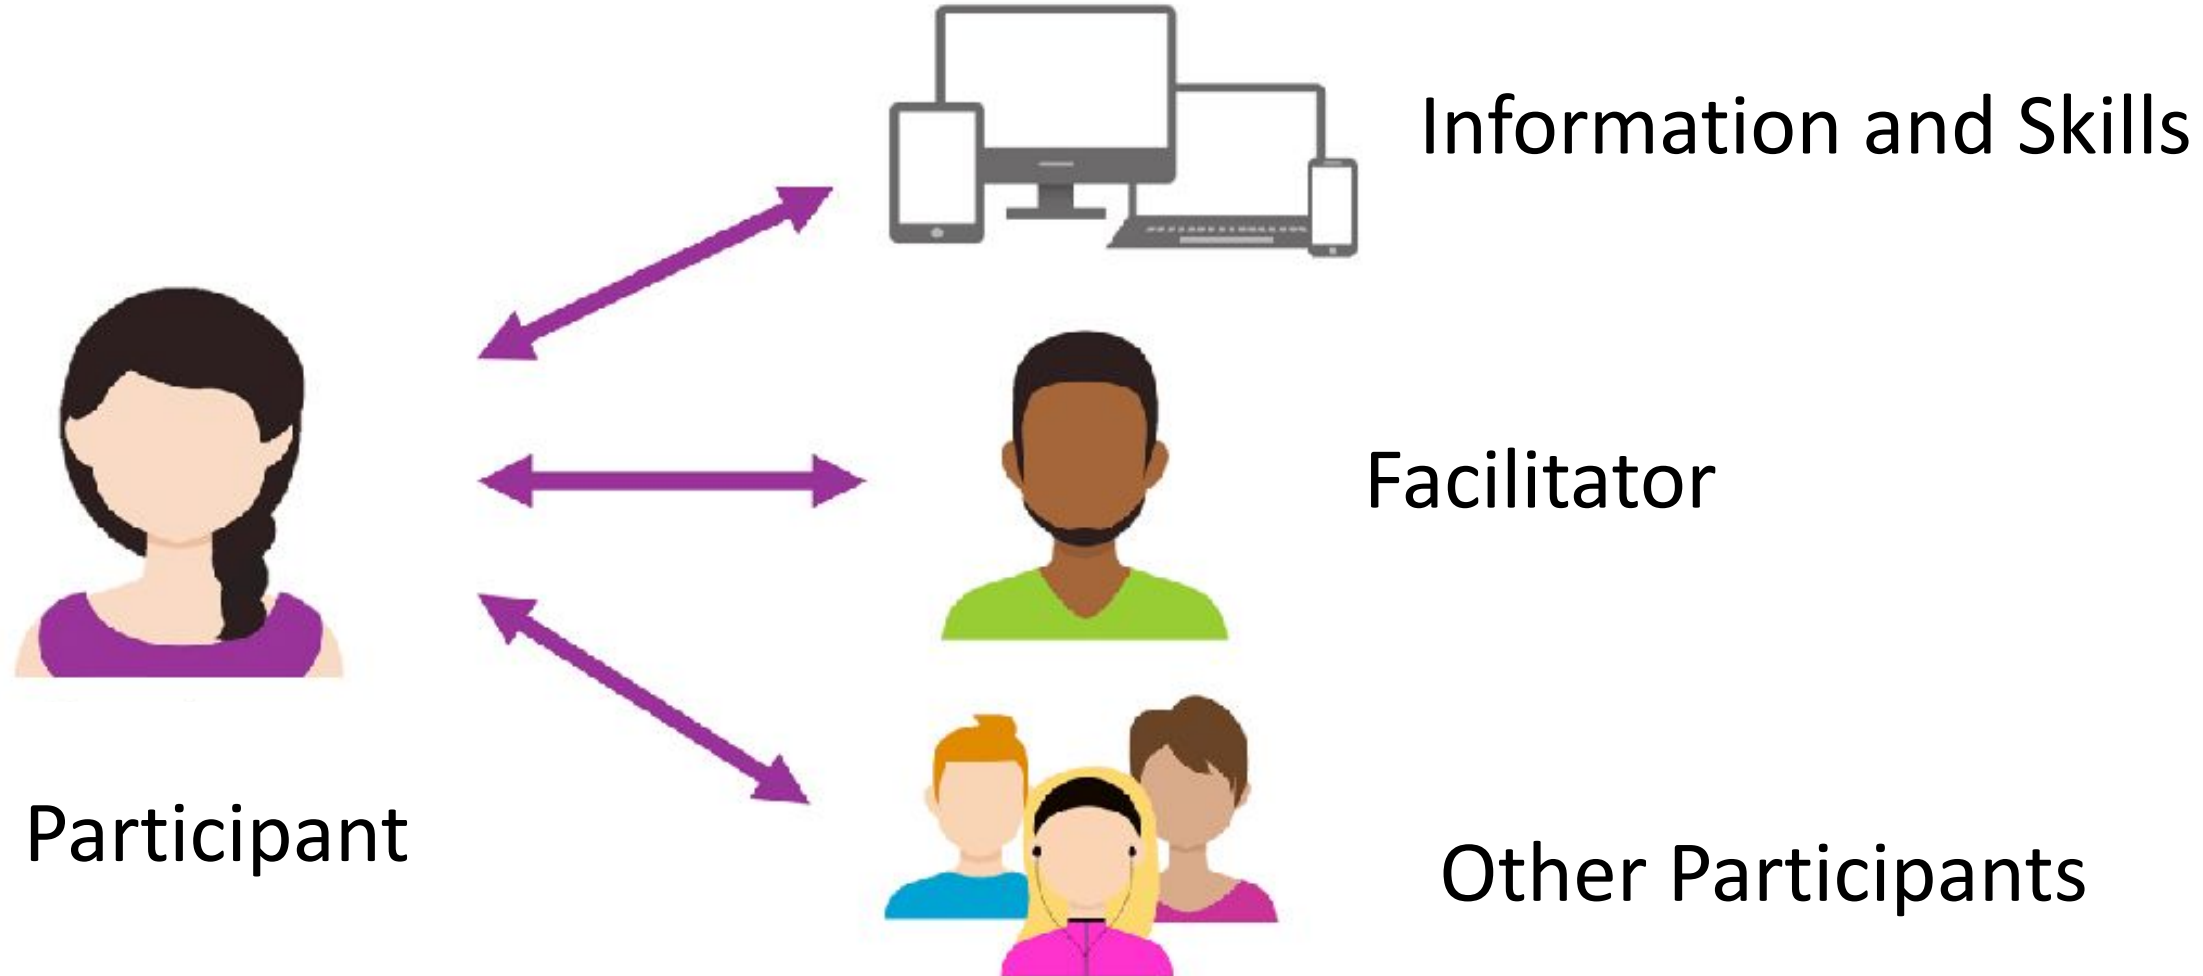 Information and Skills
Facilitator
Participant
Other Participants